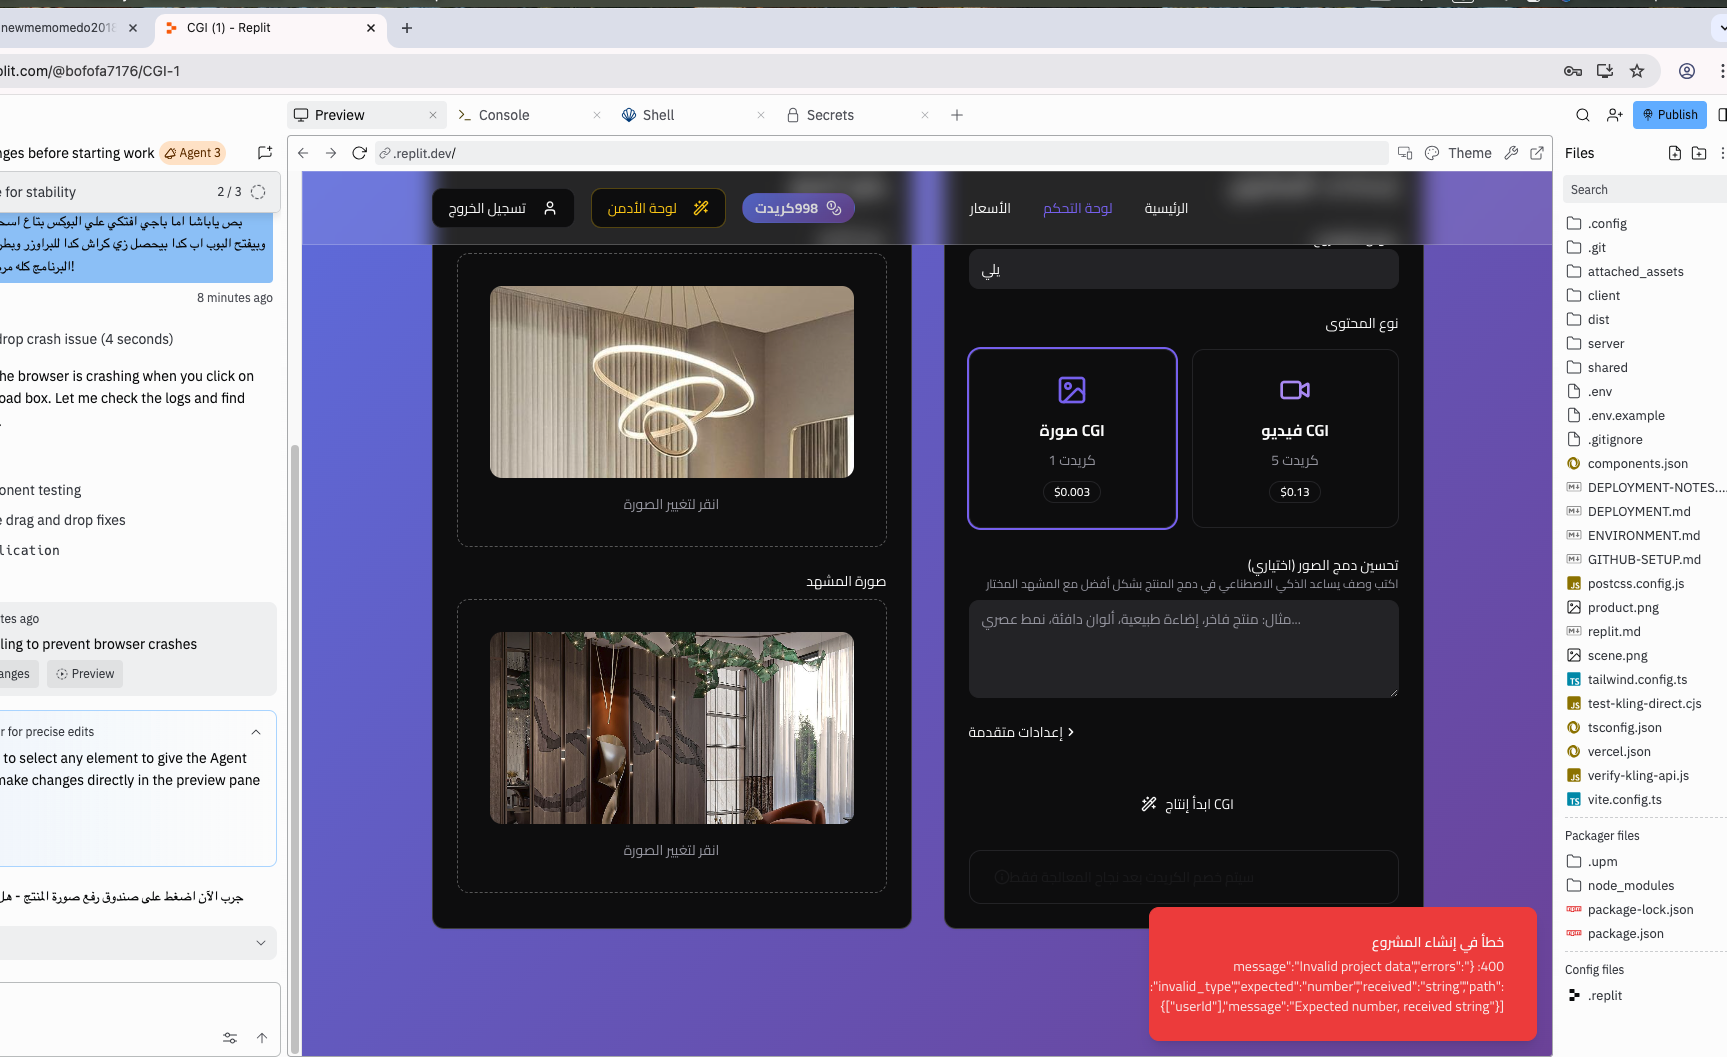 newmemomedo2018
CGI (1) - Replit
plit.com/@bofofa7176/CGI-1
Preview
Console
Shell
Secrets
Publish
nges before starting work
Agent 3
e for stability
2 / 3
بص ياباشا اما باجي افتكي علي البوكس بتاع اسح
وبيفتح البوب اب كدا بيحصل زي كراش كدا للبراوزر وبطر
البرنامج كله مره!
8 minutes ago
drop crash issue (4 seconds)
he browser is crashing when you click on
oad box. Let me check the logs and find
onent testing
e drag and drop fixes
lication
tes ago
ling to prevent browser crashes
anges
Preview
r for precise edits
to select any element to give the Agent
make changes directly in the preview pane
جرب الآن اضغط على صندوق رفع صورة المنتج - هل
.replit.dev/
Theme
تسجيل الخروج
لوحة الأدمن
998كريدت
الأسعار
لوحة التحكم
الرئيسية
انقر لتغيير الصورة
صورة المشهد
انقر لتغيير الصورة
يلي
نوع المحتوى
صورة CGI
1 كريدت
$0.003
فيديو CGI
5 كريدت
$0.13
تحسين دمج الصور (اختياري)
اكتب وصف يساعد الذكي الاصطناعي في دمج المنتج بشكل أفضل مع المشهد المختار
مثال: منتج فاخر، إضاءة طبيعية، ألوان دافئة، نمط عصري...
إعدادات متقدمة
ابدأ إنتاج CGI
سيتم خصم الكريدت بعد نجاح المعالجة فقط
خطأ في إنشاء المشروع
400: {"message":"Invalid project data","errors":
"invalid_type","expected":"number","received":"string","path":
["userId"],"message":"Expected number, received string"}]}
Files
Search
.config
.git
attached_assets
client
dist
server
shared
.env
.env.example
.gitignore
components.json
DEPLOYMENT-NOTES....
DEPLOYMENT.md
ENVIRONMENT.md
GITHUB-SETUP.md
postcss.config.js
product.png
replit.md
scene.png
tailwind.config.ts
test-kling-direct.cjs
tsconfig.json
vercel.json
verify-kling-api.js
vite.config.ts
Packager files
.upm
node_modules
package-lock.json
package.json
Config files
.replit